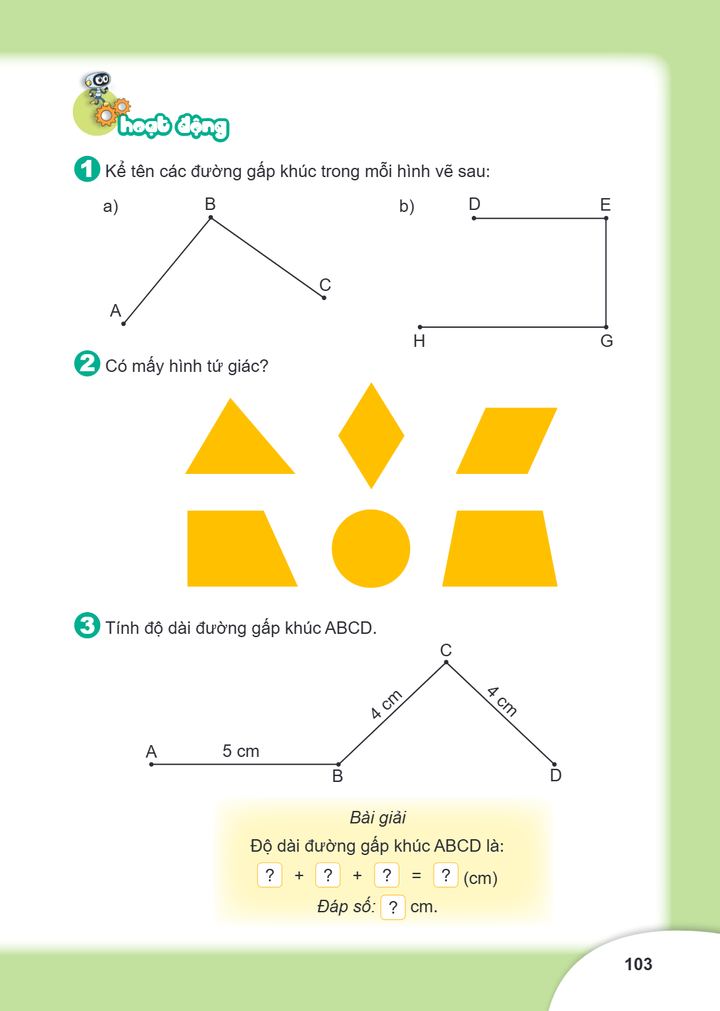 hoạt động
1 Kể tên các đường gấp khúc trong mỗi hình vẽ sau:
a)
B
A
C
b)
D
E
H
G
2 Có mấy hình tứ giác?
3 Tính độ dài đường gấp khúc ABCD.
C
4 cm
4 cm
A
5 cm
B
D
Bài giải
Độ dài đường gấp khúc ABCD là:
? + ? + ? = ? (cm)
Đáp số: ? cm.
103